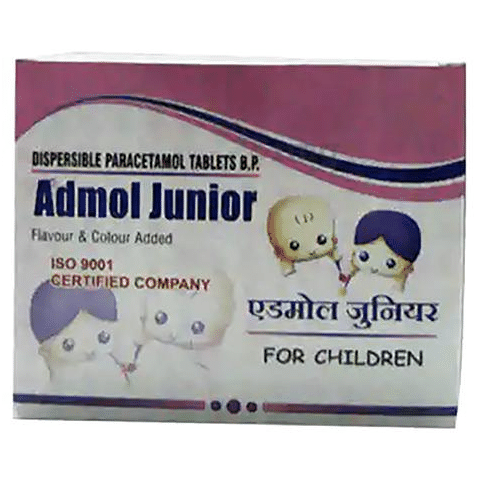 DISPERSIBLE PARACETAMOL TABLETS B.P.
Admol Junior
Flavour & Colour Added
ISO 9001
CERTIFIED COMPANY
एडमोल जुनियर
FOR CHILDREN